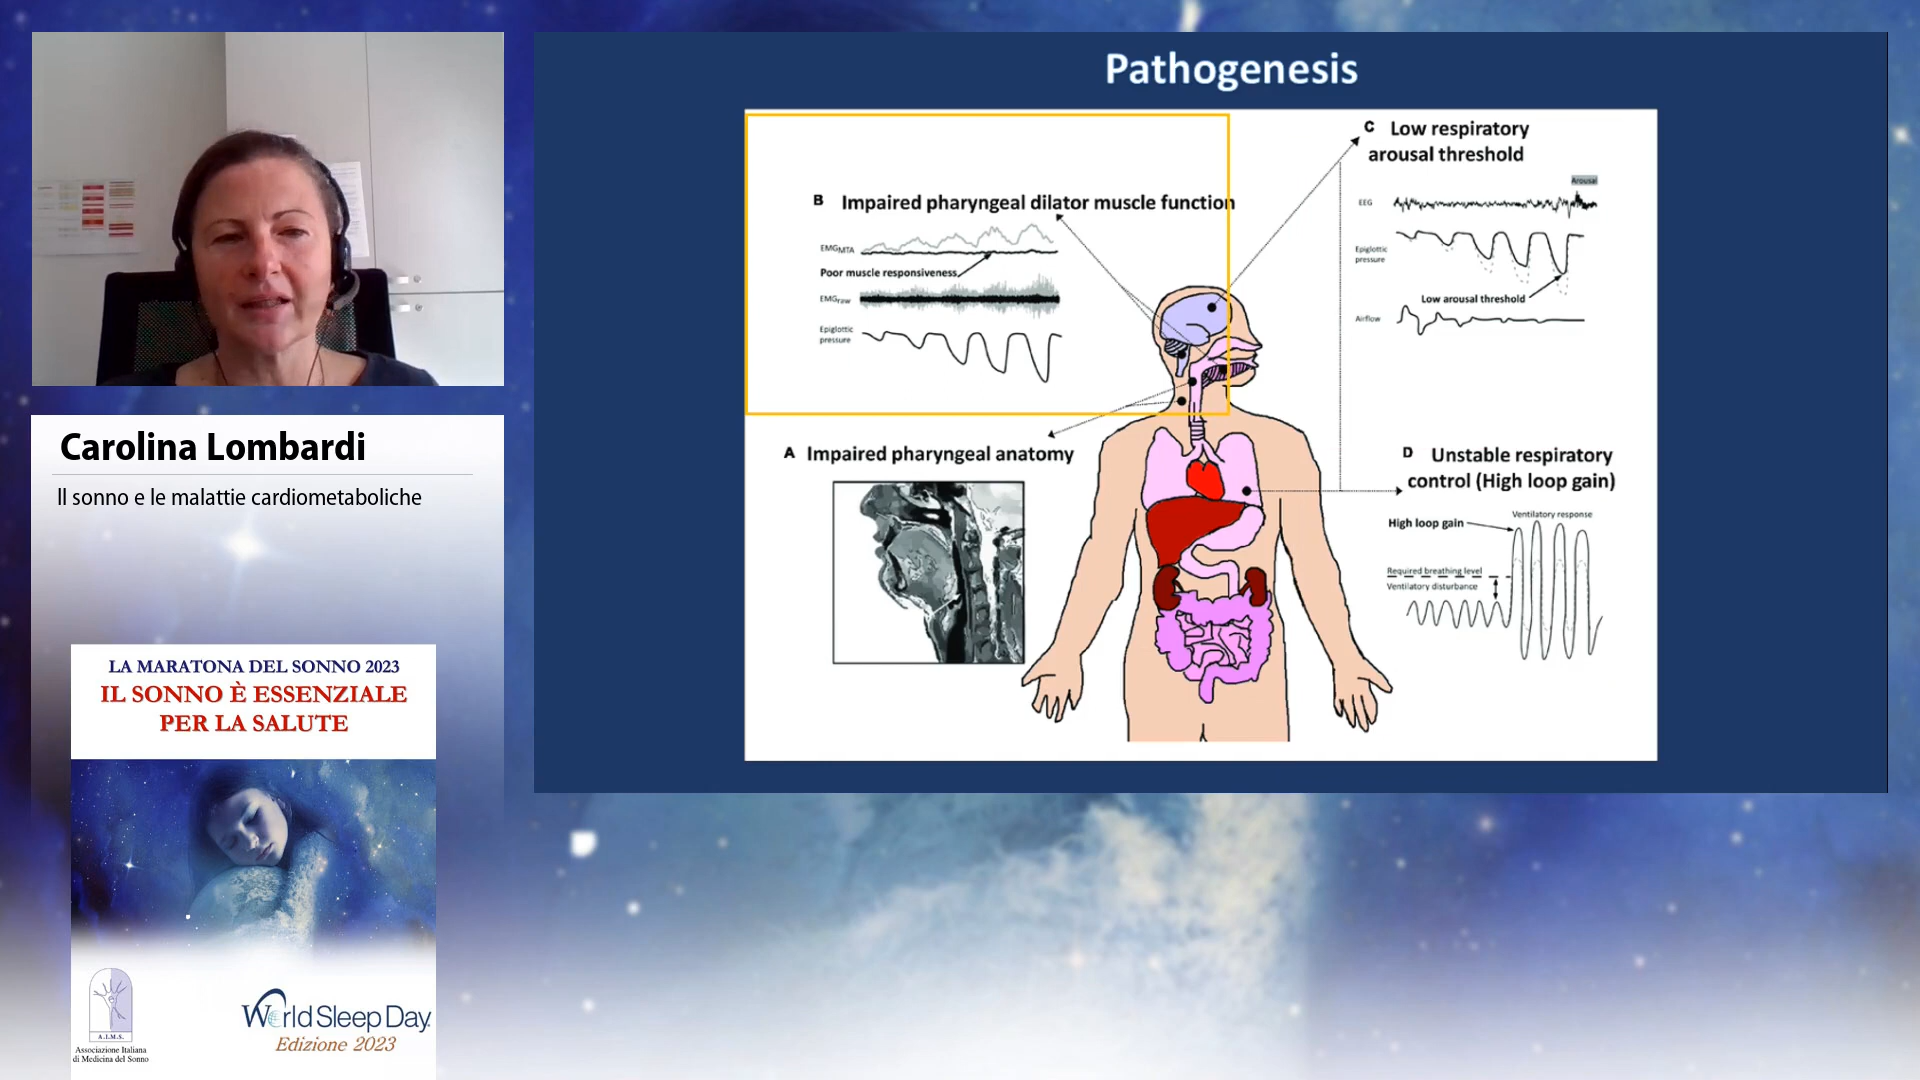 Pathogenesis
B Impaired pharyngeal dilator muscle function
EMGMTA
Poor muscle responsiveness
EMGraw
Epiglottic
pressure
C Low respiratory
arousal threshold
Arousal
EEG
Epiglottic
pressure
Low arousal threshold
Airflow
A Impaired pharyngeal anatomy
D Unstable respiratory
control (High loop gain)
Ventilatory response
High loop gain
Required breathing level
Ventilatory disturbance
Carolina Lombardi
Il sonno e le malattie cardiometaboliche
LA MARATONA DEL SONNO 2023
IL SONNO È ESSENZIALE
PER LA SALUTE
A.I.M.S.
Associazione Italiana
di Medicina del Sonno
World Sleep Day
Edizione 2023